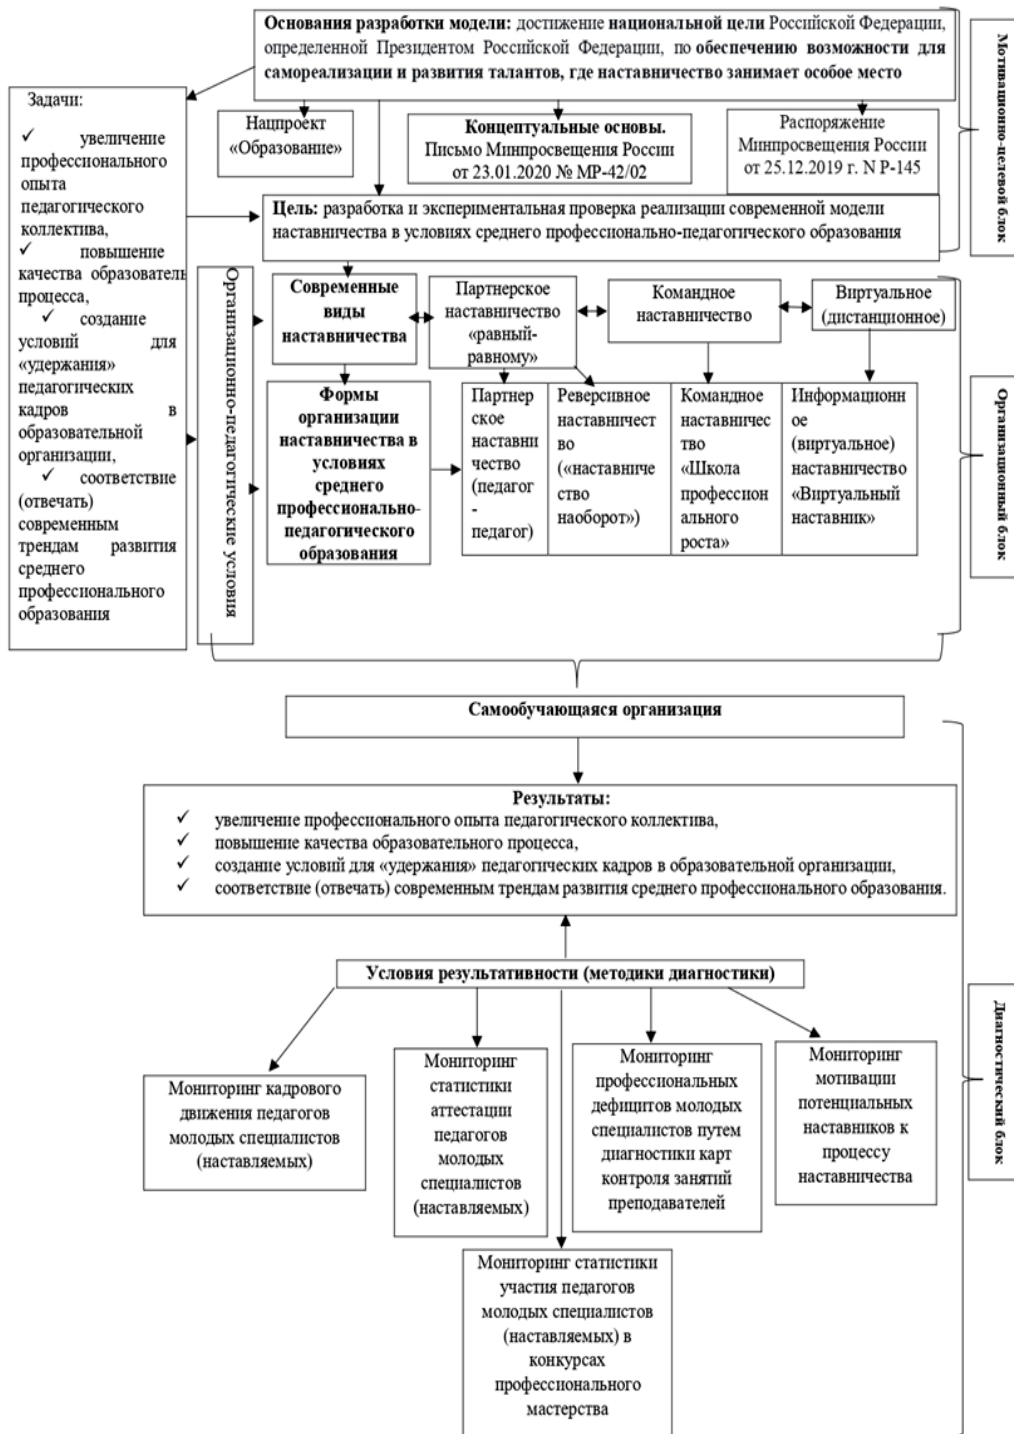 Основания разработки модели: достижение национальной цели Российской Федерации,
определенной Президентом Российской Федерации, по обеспечению возможности для
самореализации и развития талантов, где наставничество занимает особое место
Мотивационно-целевой блок
Задачи:
✓ увеличение
профессионального
опыта
педагогического
коллектива,
✓ повышение
качества образователь
процесса,
✓ создание
условий для
«удержания»
педагогических
кадров в
образовательной
организации,
✓ соответствие
(отвечать)
современным
трендам развития
среднего
профессионального
образования
Нацпроект
«Образование»
Концептуальные основы.
Письмо Минпросвещения России
от 23.01.2020 № МР-42/02
Распоряжение
Минпросвещения России
от 25.12.2019 г. N Р-145
Цель: разработка и экспериментальная проверка реализации современной модели
наставничества в условиях среднего профессионально-педагогического образования
Организационно-педагогические условия
Современные
виды
наставничества
Партнерское
наставничество
«равный-
равному»
Командное
наставничество
Виртуальное
(дистанционное)
Организационный блок
Формы
организации
наставничества в
условиях
среднего
профессионально-
педагогического
образования
Партнер
ское
наставни
чество
(педагог
-
педагог)
Реверсивное
наставничест
во
(«наставниче
ство
наоборот»)
Командное
наставничест
во
«Школа
профессион
ального
роста»
Информационн
ое
(виртуальное)
наставничество
«Виртуальный
наставник»
Самообучающаяся организация
Результаты:
✓ увеличение профессионального опыта педагогического коллектива,
✓ повышение качества образовательного процесса,
✓ создание условий для «удержания» педагогических кадров в образовательной организации,
✓ соответствие (отвечать) современным трендам развития среднего профессионального образования.
Условия результативности (методики диагностики)
Диагностический блок
Мониторинг кадрового
движения педагогов
молодых специалистов
(наставляемых)
Мониторинг
статистики
аттестации
педагогов
молодых
специалистов
(наставляемых)
Мониторинг
профессиональных
дефицитов молодых
специалистов путем
диагностики карт
контроля занятий
преподавателей
Мониторинг
мотивации
потенциальных
наставников к
процессу
наставничества
Мониторинг статистики
участия педагогов
молодых специалистов
(наставляемых) в
конкурсах
профессионального
мастерства